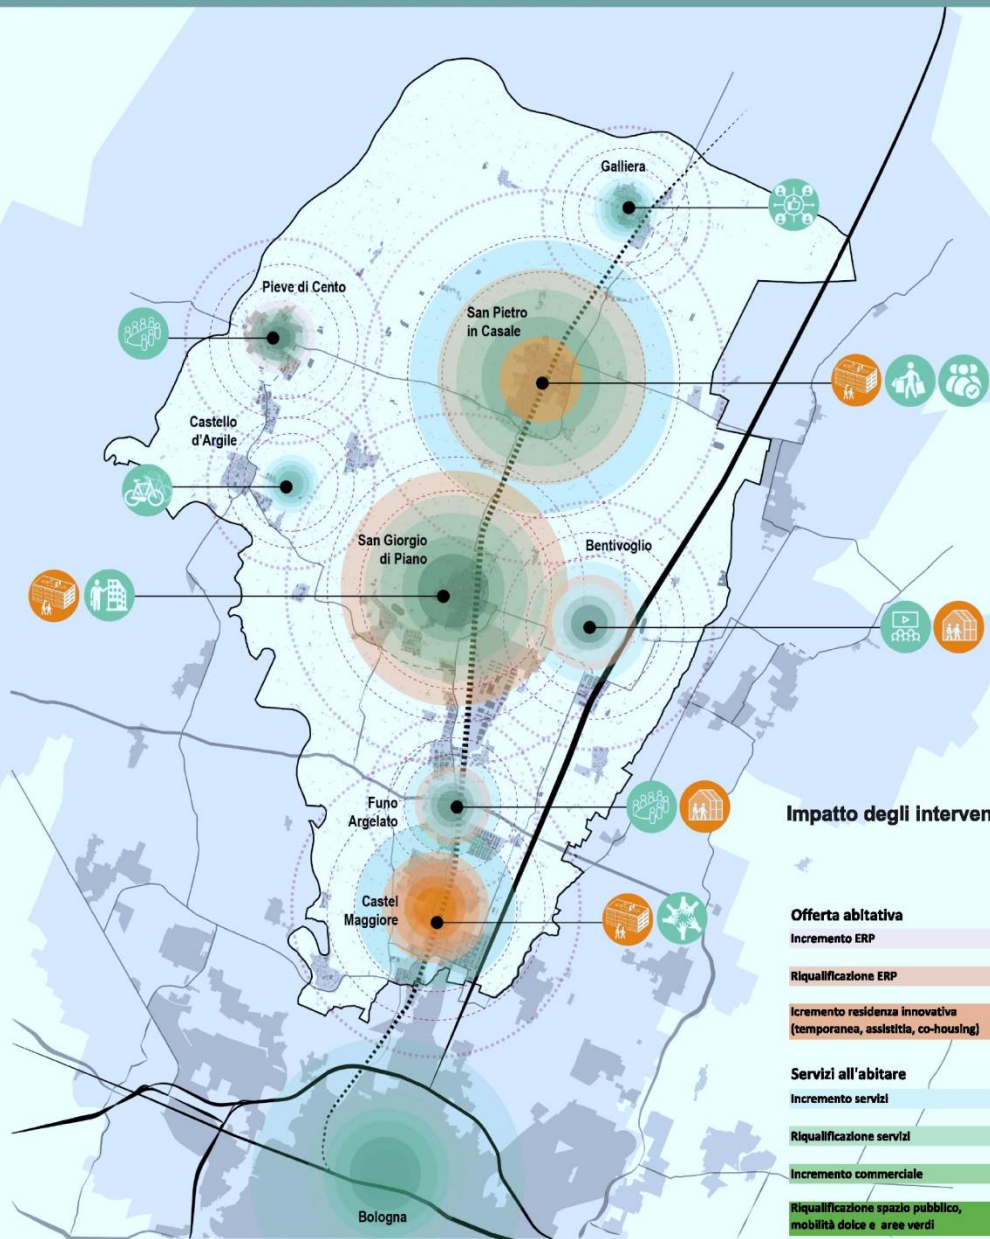 Galliera
Pieve di Cento
San Pietro
in Casale
Castello
d'Argile
San Giorgio
di Piano
Bentivoglio
Funo
Argelato
Castel
Maggiore
Bologna
Impatto degli interven
Offerta abitativa
Incremento ERP
Riqualificazione ERP
Icremento residenza innovativa
(temporanea, assistitia, co-housing)
Servizi all'abitare
Incremento servizi
Riqualificazione servizi
Incremento commerciale
Riqualificazione spazio pubblico,
mobilità dolce e aree verdi